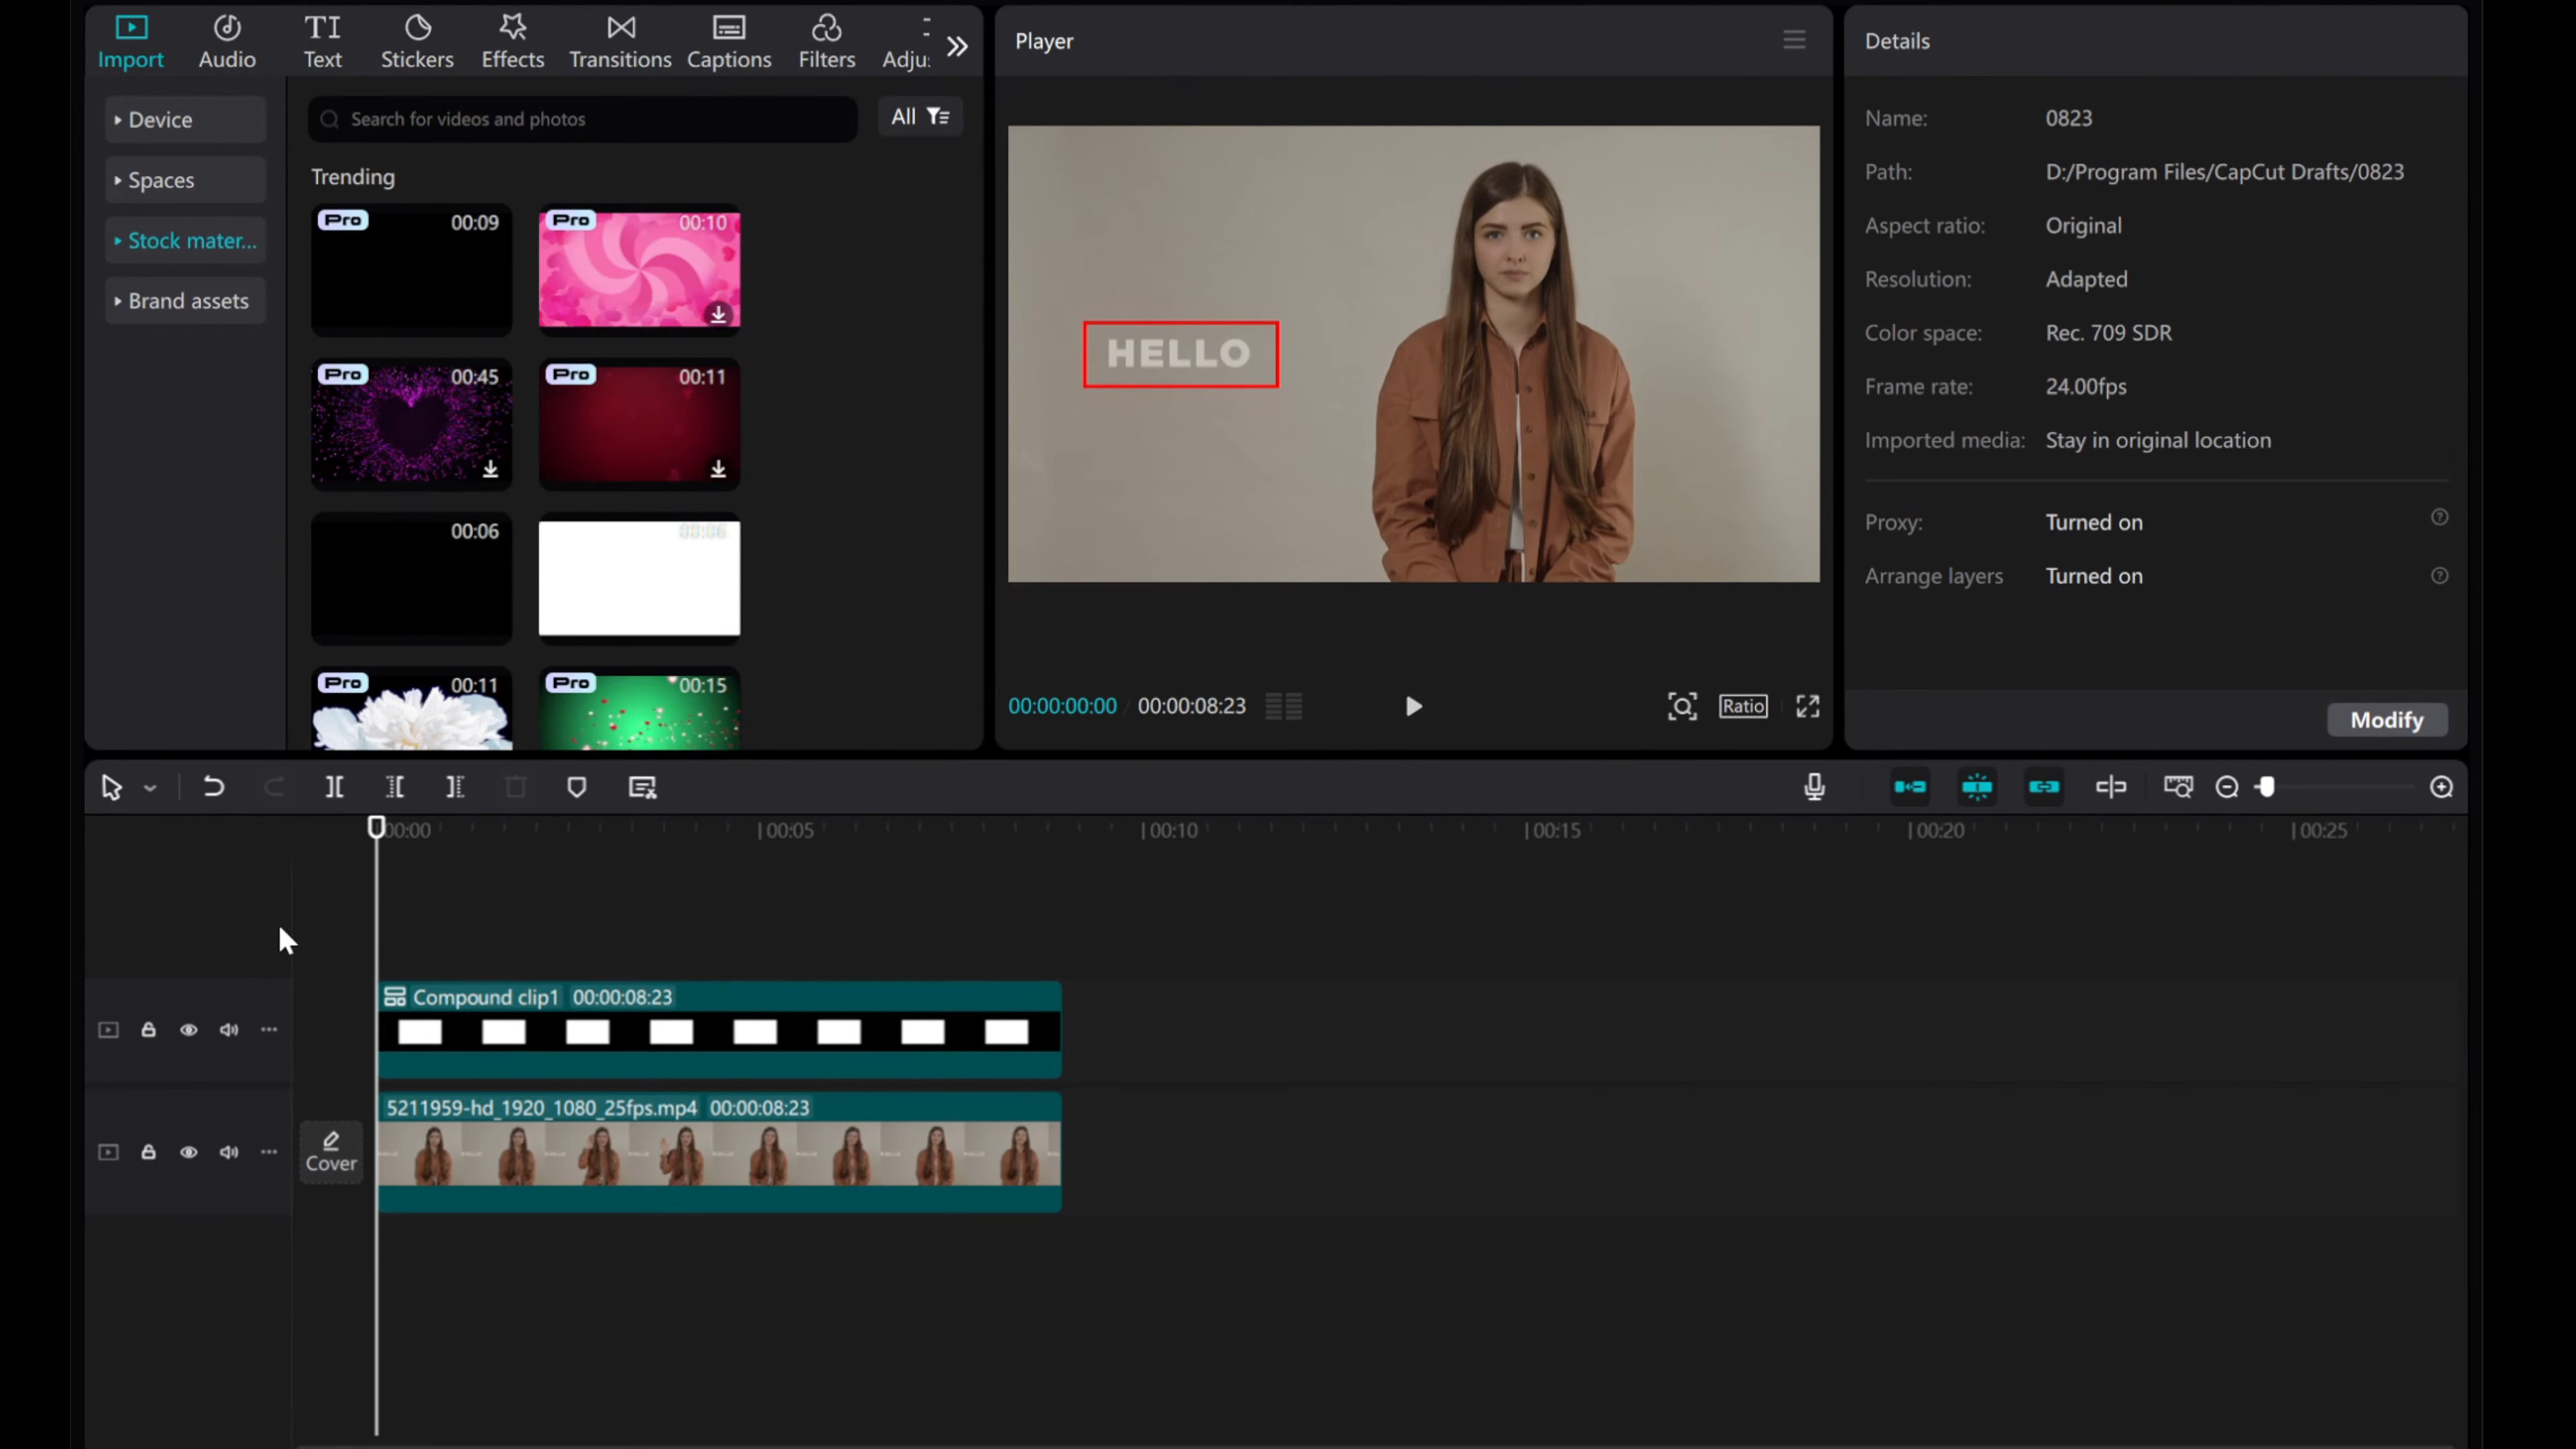 Import
Audio
Text
Stickers
Effects
Transitions
Captions
Filters
Adju
Device
Spaces
Stock mater...
Brand assets
Search for videos and photos
All
Trending
Pro 00:09
Pro 00:10
Pro 00:45
Pro 00:11
00:06
00:06
Pro 00:11
Pro 00:15
Player
HELLO
00:00:00:00 / 00:00:08:23
Ratio
Details
Name: 0823
Path: D:/Program Files/CapCut Drafts/0823
Aspect ratio: Original
Resolution: Adapted
Color space: Rec. 709 SDR
Frame rate: 24.00fps
Imported media: Stay in original location
Proxy: Turned on
Arrange layers Turned on
Modify
00:00 00:05 00:10 00:15 00:20 00:25
Compound clip1 00:00:08:23
5211959-hd_1920_1080_25fps.mp4 00:00:08:23
Cover